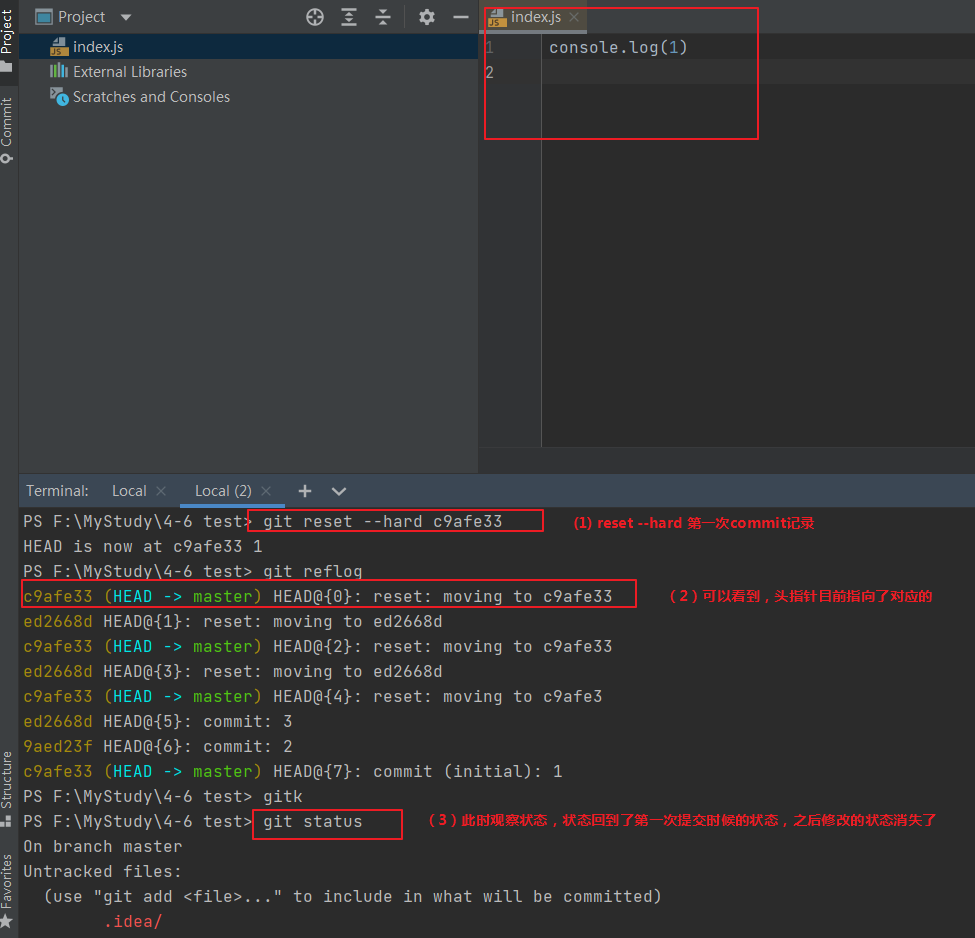 Project
Project
index.js
External Libraries
Scratches and Consoles
Commit
index.js
1 console.log(1)
2
Terminal: Local Local (2)
PS F:\MyStudy\4-6 test> git reset --hard c9afe33 (1) reset --hard 第一次commit记录
HEAD is now at c9afe33 1
PS F:\MyStudy\4-6 test> git reflog
c9afe33 (HEAD -> master) HEAD@{0}: reset: moving to c9afe33 （2）可以看到，头指针目前指向了对应的
ed2668d HEAD@{1}: reset: moving to ed2668d
c9afe33 (HEAD -> master) HEAD@{2}: reset: moving to c9afe33
ed2668d HEAD@{3}: reset: moving to ed2668d
c9afe33 (HEAD -> master) HEAD@{4}: reset: moving to c9afe3
ed2668d HEAD@{5}: commit: 3
9aed23f HEAD@{6}: commit: 2
c9afe33 (HEAD -> master) HEAD@{7}: commit (initial): 1
PS F:\MyStudy\4-6 test> gitk
PS F:\MyStudy\4-6 test> git status （3）此时观察状态，状态回到了第一次提交时候的状态，之后修改的状态消失了
On branch master
Untracked files:
(use "git add <file>..." to include in what will be committed)
.idea/
Structure
Favorites